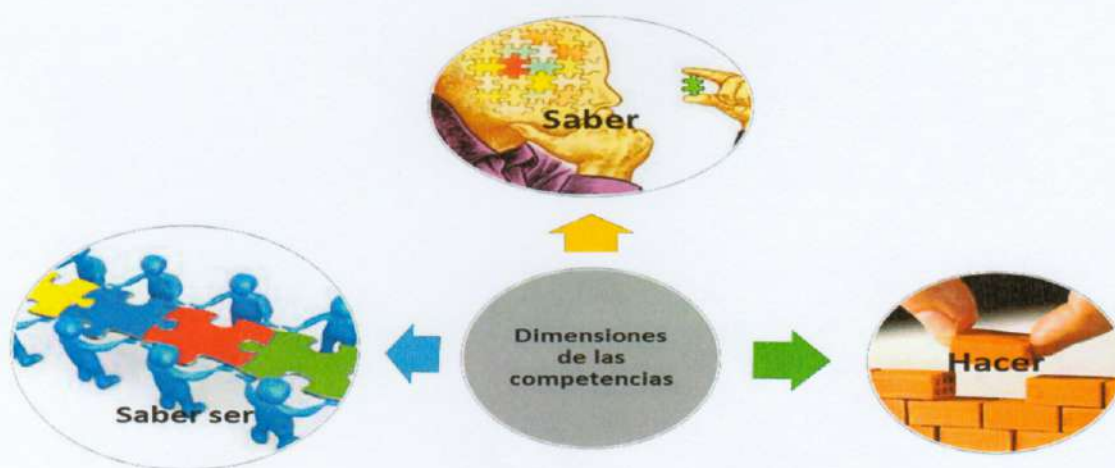 Saber
Dimensiones
de las
competencias
Saber ser
Hacer